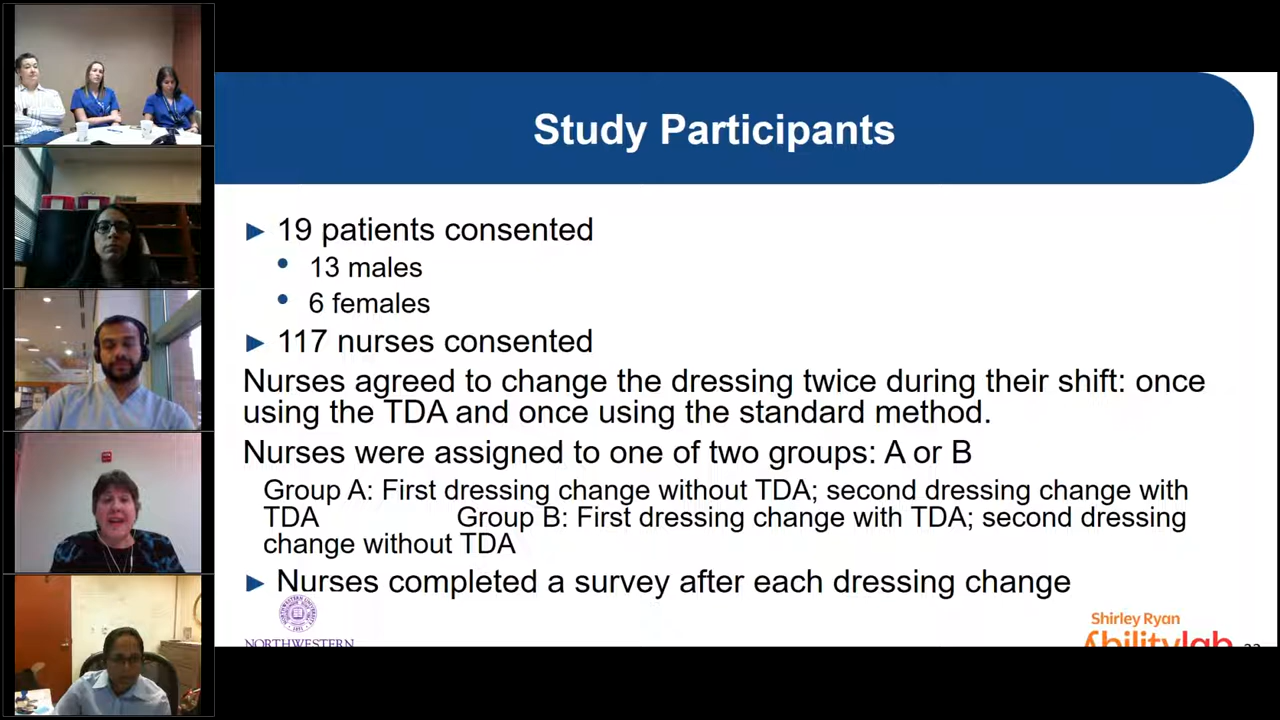 Study Participants
► 19 patients consented
• 13 males
• 6 females
► 117 nurses consented
Nurses agreed to change the dressing twice during their shift: once
using the TDA and once using the standard method.
Nurses were assigned to one of two groups: A or B
Group A: First dressing change without TDA; second dressing change with
TDA Group B: First dressing change with TDA; second dressing
change without TDA
► Nurses completed a survey after each dressing change
NORTHWESTERN
Shirley Ryan
Abilitylab